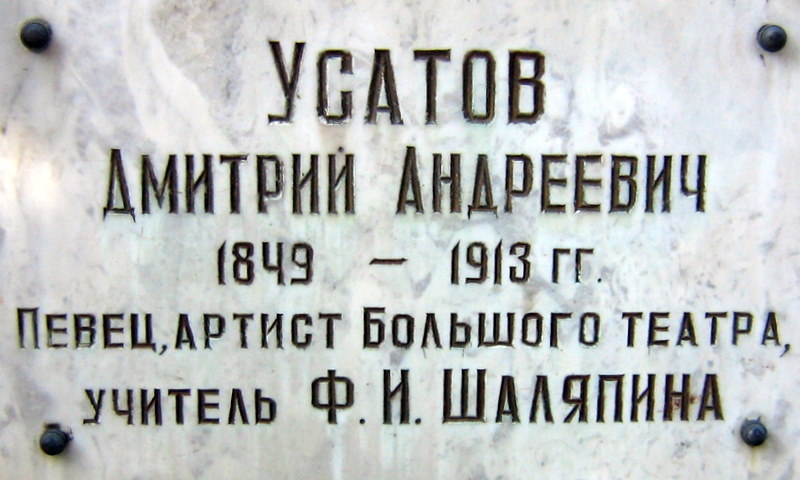 УСАТОВ
ДМИТРИЙ АНДРЕЕВИЧ
1849 – 1913 ГГ.
ПЕВЕЦ, АРТИСТ БОЛЬШОГО ТЕАТРА,
УЧИТЕЛЬ Ф. И. ШАЛЯПИНА